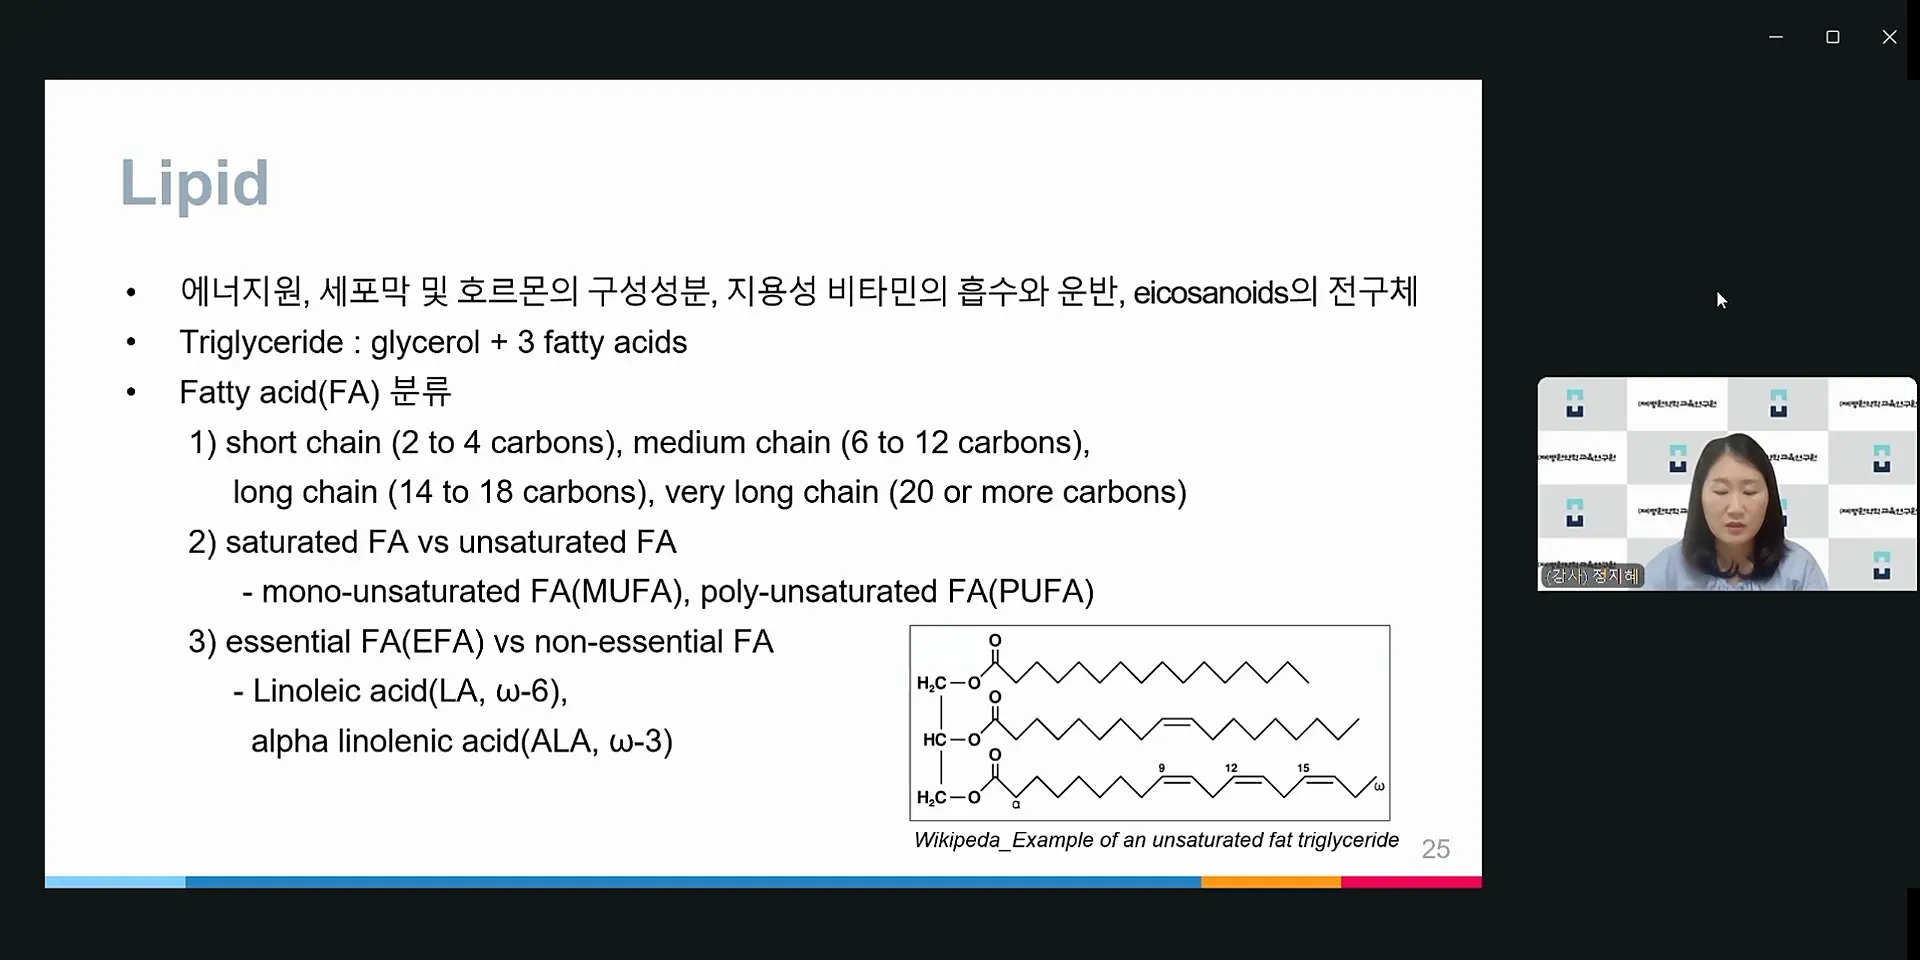 Lipid
• 에너지원, 세포막 및 호르몬의 구성성분, 지용성 비타민의 흡수와 운반, eicosanoids의 전구체
• Triglyceride : glycerol + 3 fatty acids
• Fatty acid(FA) 분류
1) short chain (2 to 4 carbons), medium chain (6 to 12 carbons),
long chain (14 to 18 carbons), very long chain (20 or more carbons)
2) saturated FA vs unsaturated FA
- mono-unsaturated FA(MUFA), poly-unsaturated FA(PUFA)
3) essential FA(EFA) vs non-essential FA
- Linoleic acid(LA, ω-6),
alpha linolenic acid(ALA, ω-3)
O
H₂C—O
O
HC—O
O
9 12 15
H₂C—O
α
ω
Wikipeda_Example of an unsaturated fat triglyceride
25
(강사) 정지혜